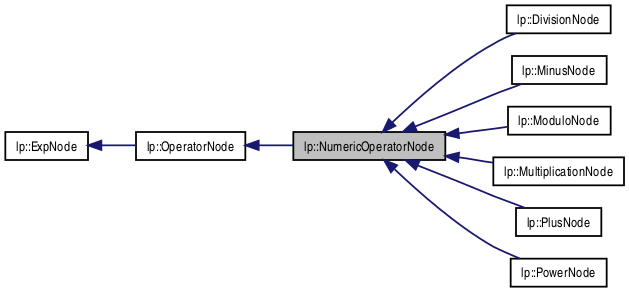 lp::DivisionNode
lp::MinusNode
lp::ModuloNode
lp::ExpNode
lp::OperatorNode
lp::NumericOperatorNode
lp::MultiplicationNode
lp::PlusNode
lp::PowerNode